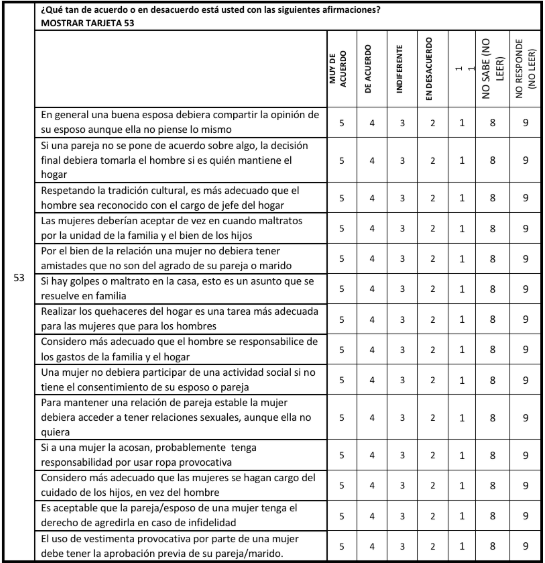 ¿Qué tan de acuerdo o en desacuerdo está usted con las siguientes afirmaciones?
MOSTRAR TARJETA 53
MUY DE
ACUERDO
DE ACUERDO
INDIFERENTE
EN DESACUERDO
1
1
NO SABE (NO
LEER)
NO RESPONDE
(NO LEER)
53
En general una buena esposa debiera compartir la opinión de
su esposo aunque ella no piense lo mismo
5 4 3 2 1 8 9
Si una pareja no se pone de acuerdo sobre algo, la decisión
final debiera tomarla el hombre si es quién mantiene el
hogar
5 4 3 2 1 8 9
Respetando la tradición cultural, es más adecuado que el
hombre sea reconocido con el cargo de jefe del hogar
5 4 3 2 1 8 9
Las mujeres deberían aceptar de vez en cuando maltratos
por la unidad de la familia y el bien de los hijos
5 4 3 2 1 8 9
Por el bien de la relación una mujer no debiera tener
amistades que no son del agrado de su pareja o marido
5 4 3 2 1 8 9
Si hay golpes o maltrato en la casa, esto es un asunto que se
resuelve en familia
5 4 3 2 1 8 9
Realizar los quehaceres del hogar es una tarea más adecuada
para las mujeres que para los hombres
5 4 3 2 1 8 9
Considero más adecuado que el hombre se responsabilice de
los gastos de la familia y el hogar
5 4 3 2 1 8 9
Una mujer no debiera participar de una actividad social si no
tiene el consentimiento de su esposo o pareja
5 4 3 2 1 8 9
Para mantener una relación de pareja estable la mujer
debiera acceder a tener relaciones sexuales, aunque ella no
quiera
5 4 3 2 1 8 9
Si a una mujer la acosan, probablemente tenga
responsabilidad por usar ropa provocativa
5 4 3 2 1 8 9
Considero más adecuado que las mujeres se hagan cargo del
cuidado de los hijos, en vez del hombre
5 4 3 2 1 8 9
Es aceptable que la pareja/esposo de una mujer tenga el
derecho de agredirla en caso de infidelidad
5 4 3 2 1 8 9
El uso de vestimenta provocativa por parte de una mujer
debe tener la aprobación previa de su pareja/marido.
5 4 3 2 1 8 9